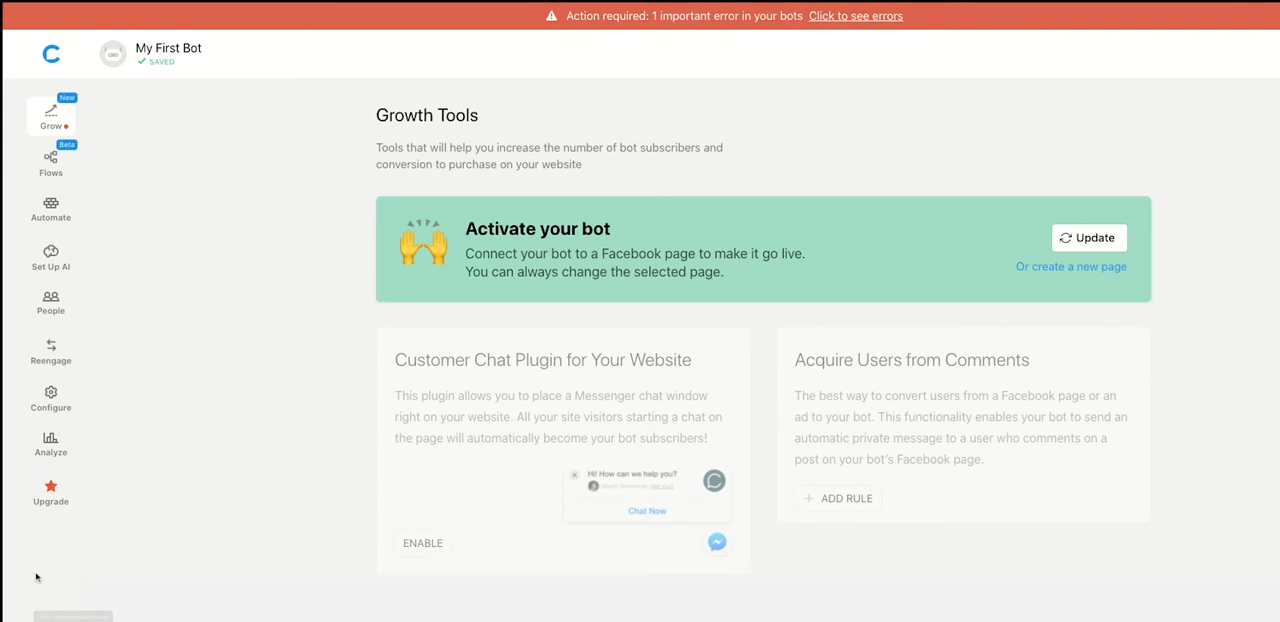 Action required: 1 important error in your bots Click to see errors
My First Bot
SAVED
New
Grow
Beta
Flows
Automate
Set Up AI
People
Reengage
Configure
Analyze
Upgrade
Growth Tools
Tools that will help you increase the number of bot subscribers and
conversion to purchase on your website
Activate your bot
Connect your bot to a Facebook page to make it go live.
You can always change the selected page.
Update
Or create a new page
Customer Chat Plugin for Your Website
This plugin allows you to place a Messenger chat window
right on your website. All your site visitors starting a chat on
the page will automatically become your bot subscribers!
Hi! How can we help you?
Not you?
Chat Now
ENABLE
Acquire Users from Comments
The best way to convert users from a Facebook page or an
ad to your bot. This functionality enables your bot to send an
automatic private message to a user who comments on a
post on your bot's Facebook page.
+ ADD RULE